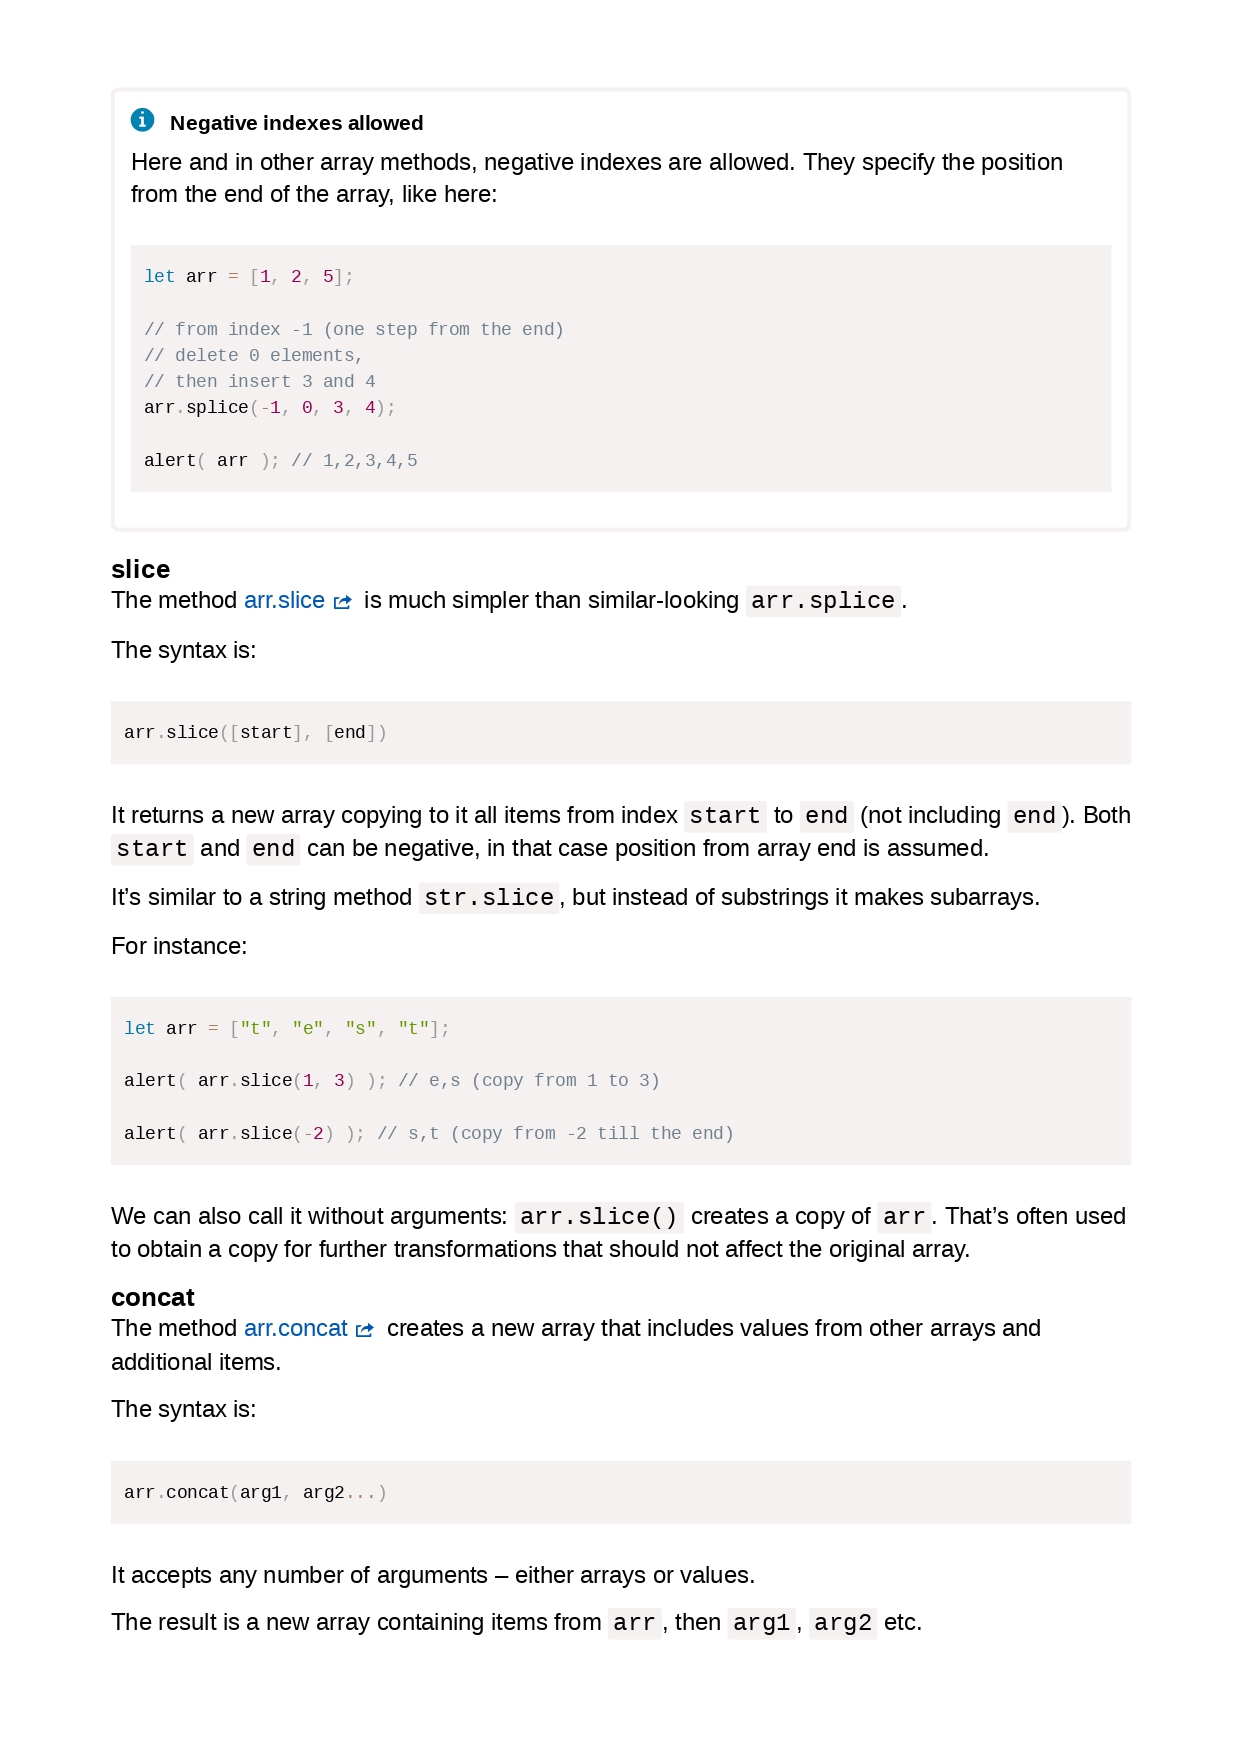 Negative indexes allowed
Here and in other array methods, negative indexes are allowed. They specify the position
from the end of the array, like here:
let arr = [1, 2, 5];
// from index -1 (one step from the end)
// delete 0 elements,
// then insert 3 and 4
arr.splice(-1, 0, 3, 4);
alert( arr ); // 1,2,3,4,5
slice
The method arr.slice is much simpler than similar-looking arr.splice.
The syntax is:
arr.slice([start], [end])
It returns a new array copying to it all items from index start to end (not including end). Both
start and end can be negative, in that case position from array end is assumed.
It’s similar to a string method str.slice, but instead of substrings it makes subarrays.
For instance:
let arr = ["t", "e", "s", "t"];
alert( arr.slice(1, 3) ); // e,s (copy from 1 to 3)
alert( arr.slice(-2) ); // s,t (copy from -2 till the end)
We can also call it without arguments: arr.slice() creates a copy of arr. That’s often used
to obtain a copy for further transformations that should not affect the original array.
concat
The method arr.concat creates a new array that includes values from other arrays and
additional items.
The syntax is:
arr.concat(arg1, arg2...)
It accepts any number of arguments – either arrays or values.
The result is a new array containing items from arr, then arg1, arg2 etc.